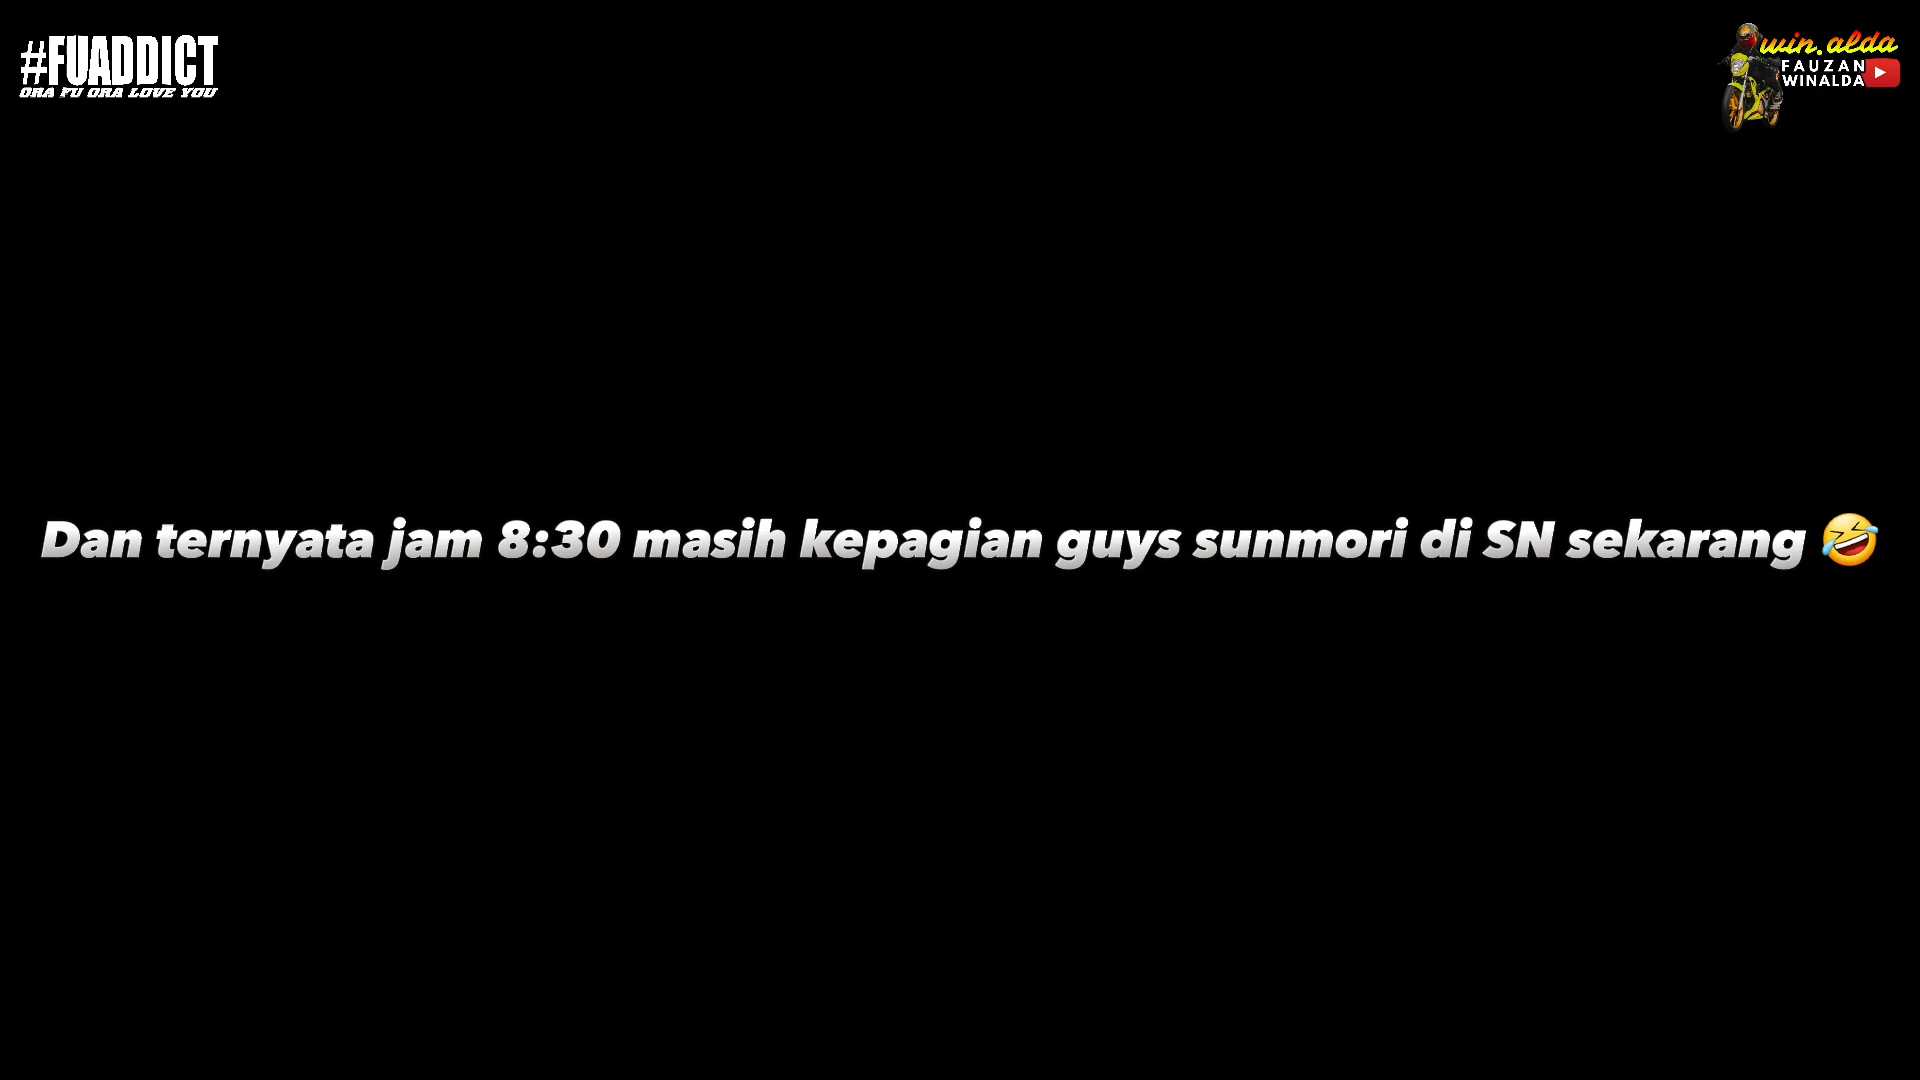 #FUADDICT
ORA FU ORA LOVE YOU
win.alda
FAUZAN
WINALDA
Dan ternyata jam 8:30 masih kepagian guys sunmori di SN sekarang 🤣